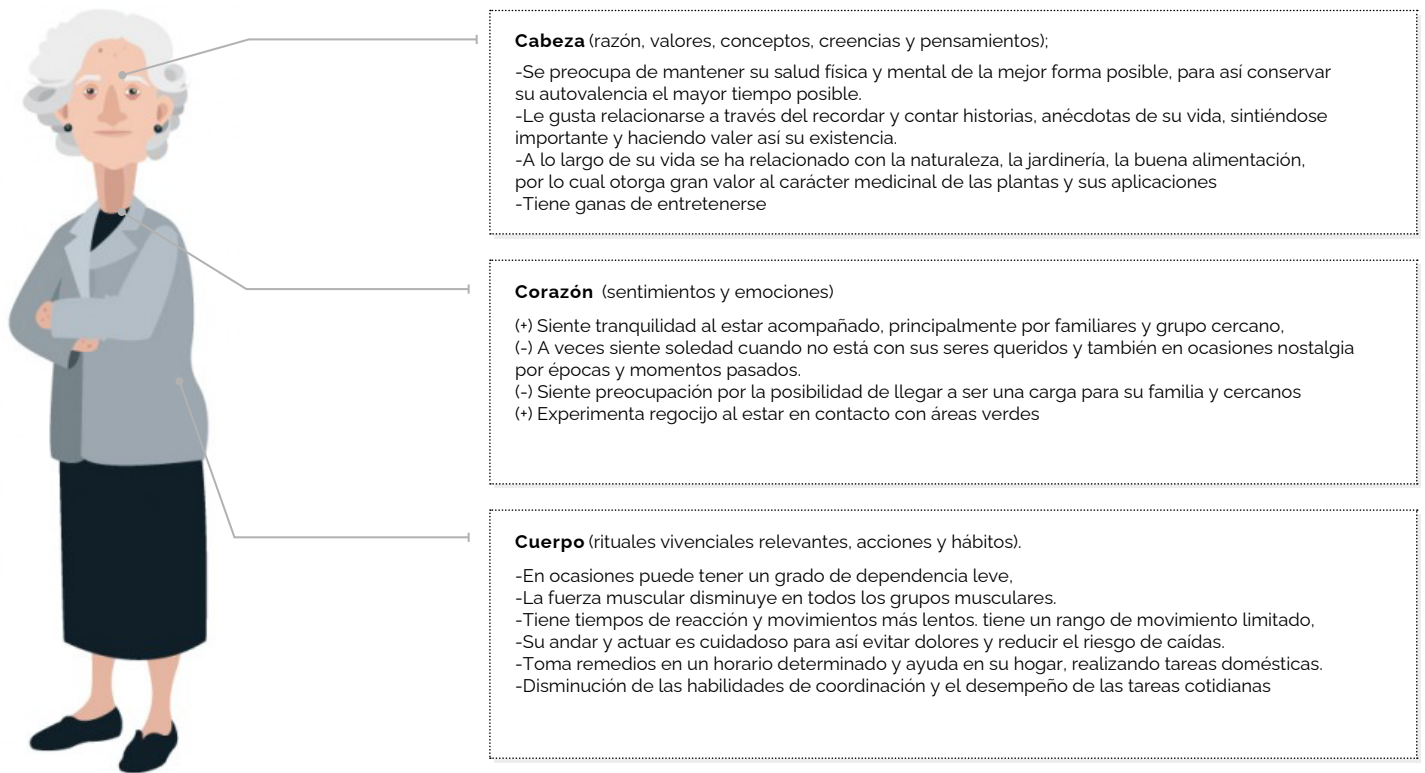 Cabeza (razón, valores, conceptos, creencias y pensamientos);
-Se preocupa de mantener su salud física y mental de la mejor forma posible, para así conservar
su autovalencia el mayor tiempo posible.
-Le gusta relacionarse a través del recordar y contar historias, anécdotas de su vida, sintiéndose
importante y haciendo valer así su existencia.
-A lo largo de su vida se ha relacionado con la naturaleza, la jardinería, la buena alimentación,
por lo cual otorga gran valor al carácter medicinal de las plantas y sus aplicaciones
-Tiene ganas de entretenerse
Corazón (sentimientos y emociones)
(+) Siente tranquilidad al estar acompañado, principalmente por familiares y grupo cercano,
(-) A veces siente soledad cuando no está con sus seres queridos y también en ocasiones nostalgia
por épocas y momentos pasados.
(-) Siente preocupación por la posibilidad de llegar a ser una carga para su familia y cercanos
(+) Experimenta regocijo al estar en contacto con áreas verdes
Cuerpo (rituales vivenciales relevantes, acciones y hábitos).
-En ocasiones puede tener un grado de dependencia leve,
-La fuerza muscular disminuye en todos los grupos musculares.
-Tiene tiempos de reacción y movimientos más lentos. tiene un rango de movimiento limitado,
-Su andar y actuar es cuidadoso para así evitar dolores y reducir el riesgo de caídas.
-Toma remedios en un horario determinado y ayuda en su hogar, realizando tareas domésticas.
-Disminución de las habilidades de coordinación y el desempeño de las tareas cotidianas